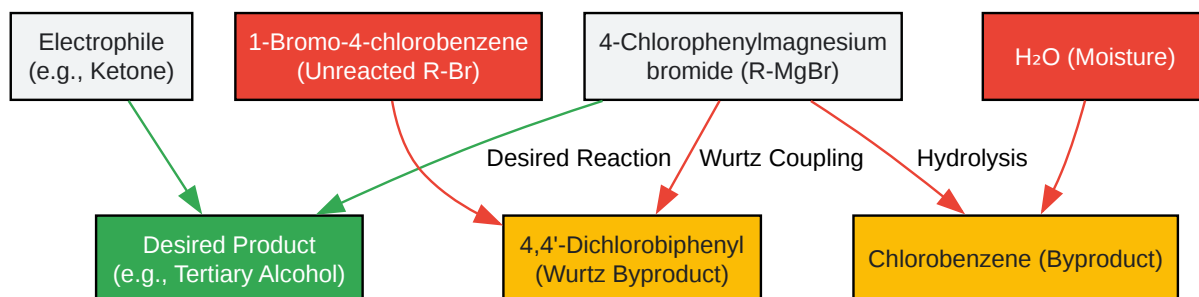 Electrophile
(e.g., Ketone)
1-Bromo-4-chlorobenzene
(Unreacted R-Br)
4-Chlorophenylmagnesium
bromide (R-MgBr)
H₂O (Moisture)
Desired Reaction
Wurtz Coupling
Hydrolysis
Desired Product
(e.g., Tertiary Alcohol)
4,4'-Dichlorobiphenyl
(Wurtz Byproduct)
Chlorobenzene (Byproduct)